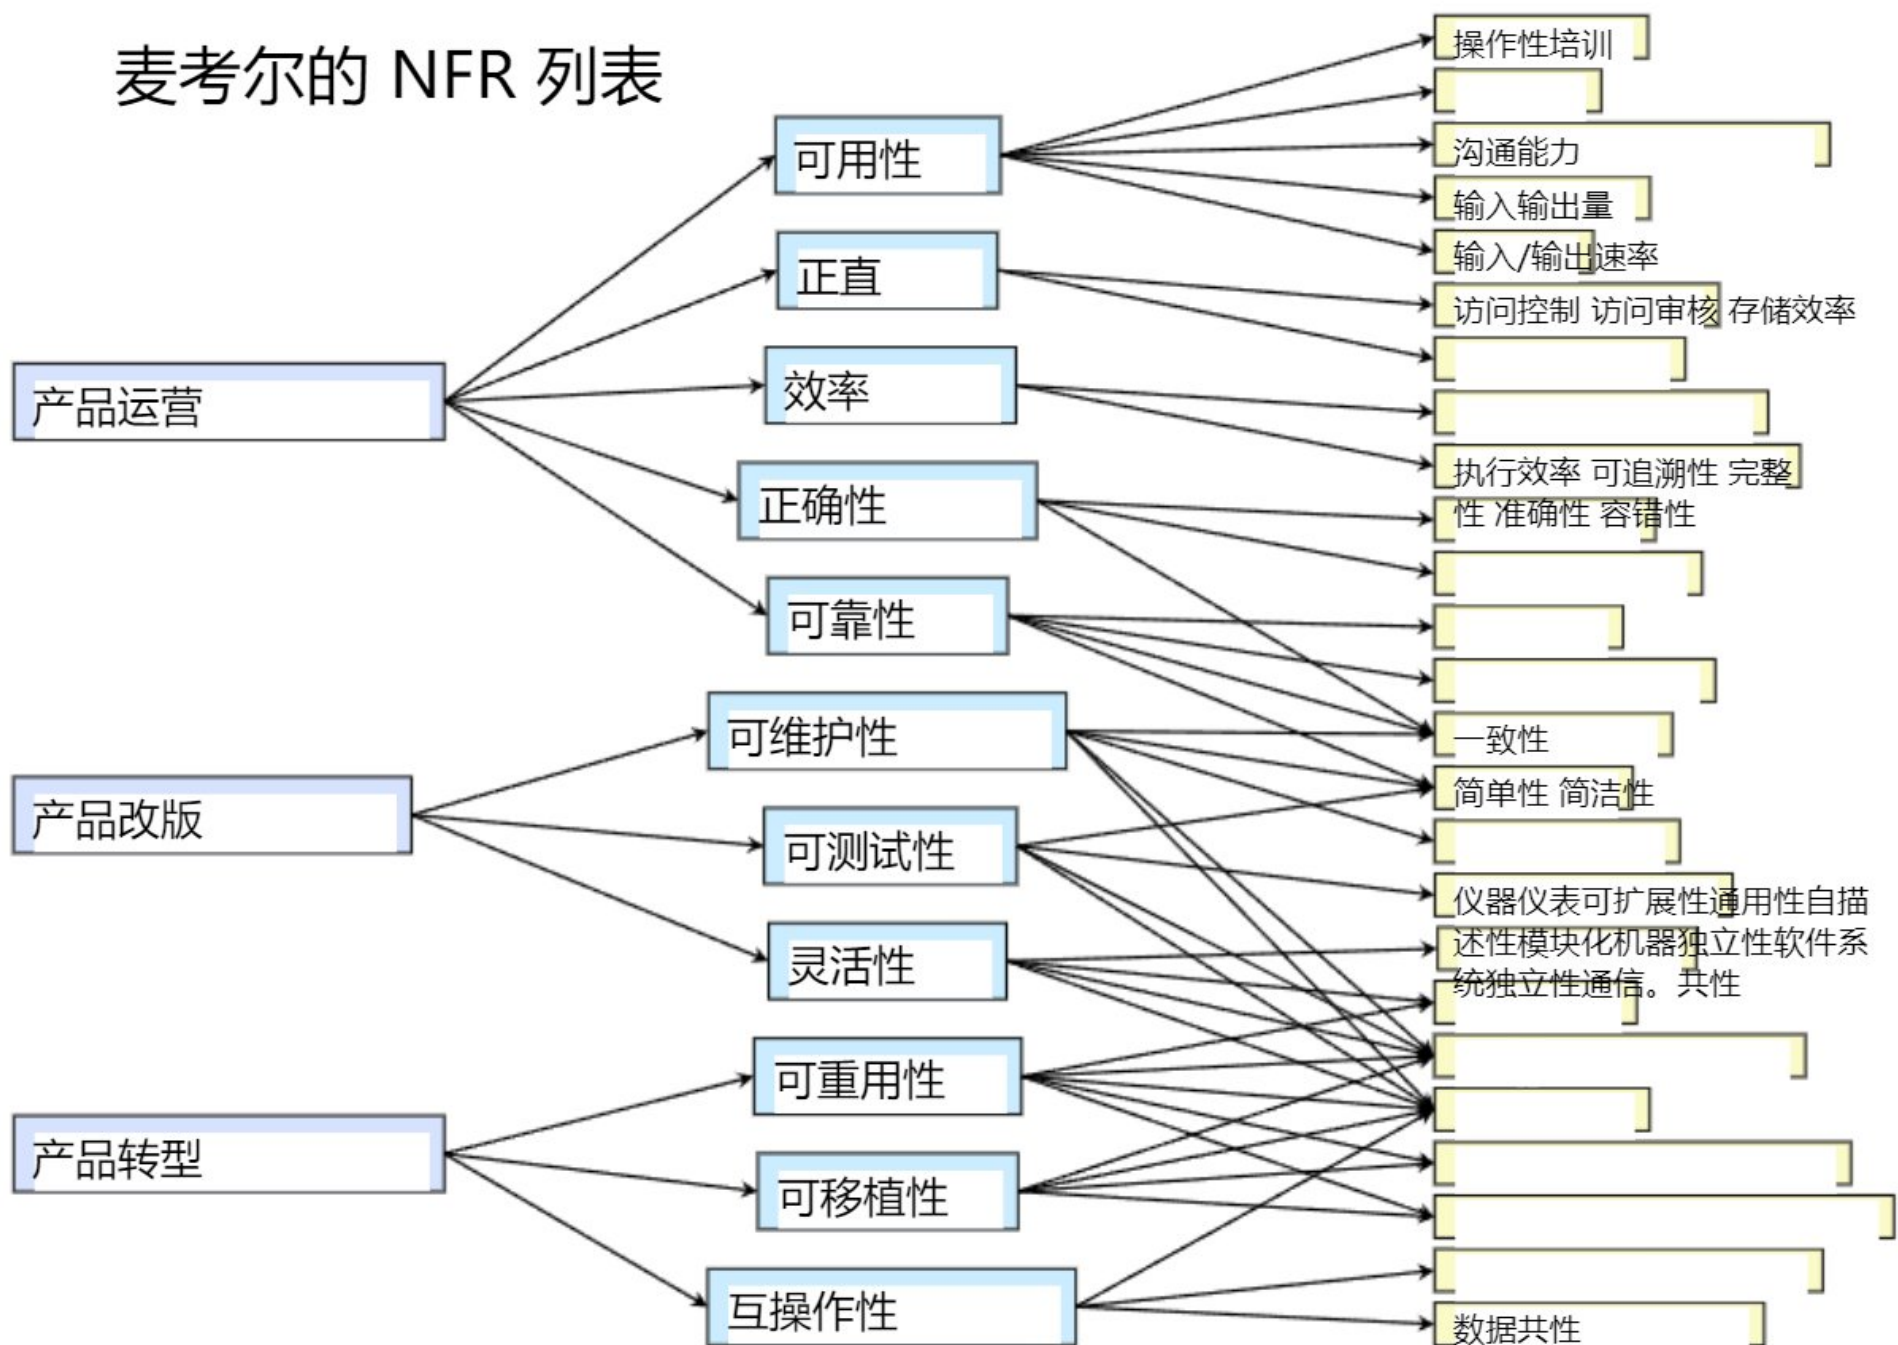 麦考尔的 NFR 列表
产品运营
产品改版
产品转型
可用性
正直
效率
正确性
可靠性
可维护性
可测试性
灵活性
可重用性
可移植性
互操作性
操作性培训
沟通能力
输入输出量
输入/输出速率
访问控制 访问审核 存储效率
执行效率 可追溯性 完整
性 准确性 容错性
一致性
简单性 简洁性
仪器仪表可扩展性通用性自描
述性模块化机器独立性软件系
统独立性通信。共性
数据共性